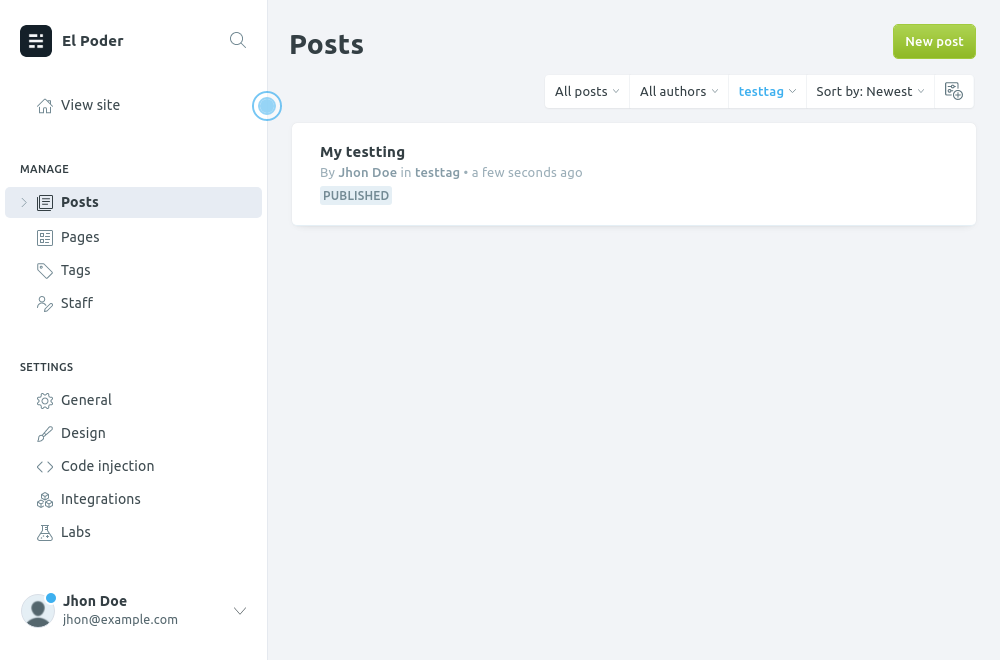 El Poder
View site
MANAGE
Posts
Pages
Tags
Staff
SETTINGS
General
Design
Code injection
Integrations
Labs
Jhon Doe
jhon@example.com
Posts
New post
All posts
All authors
testtag
Sort by: Newest
My testting
By Jhon Doe in testtag • a few seconds ago
PUBLISHED